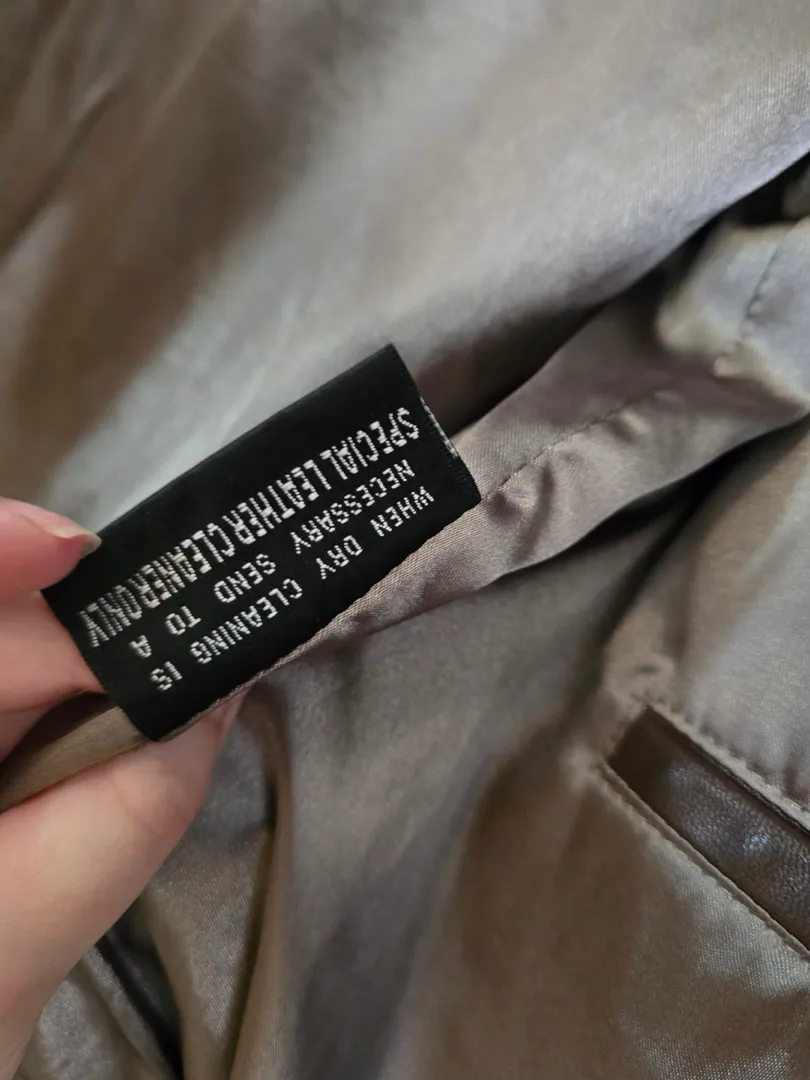 WHEN DRY CLEANING IS
NECESSARY SEND TO A
SPECIAL LEATHER CLEANER ONLY